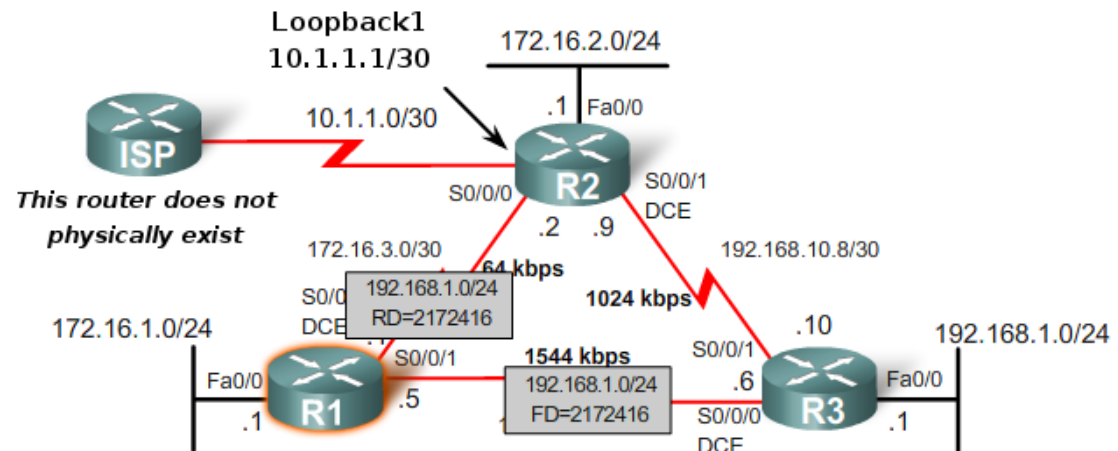 Loopback1
10.1.1.1/30
172.16.2.0/24
.1
Fa0/0
10.1.1.0/30
ISP
This router does not
physically exist
R2
S0/0/0
S0/0/1
DCE
.2
.9
172.16.3.0/30
64 kbps
192.168.10.8/30
1024 kbps
S0/0
DCE
192.168.1.0/24
RD=2172416
172.16.1.0/24
.10
192.168.1.0/24
S0/0/1
1544 kbps
S0/0/1
Fa0/0
R1
.5
.1
192.168.1.0/24
FD=2172416
.6
S0/0/0
DCE
R3
Fa0/0
.1